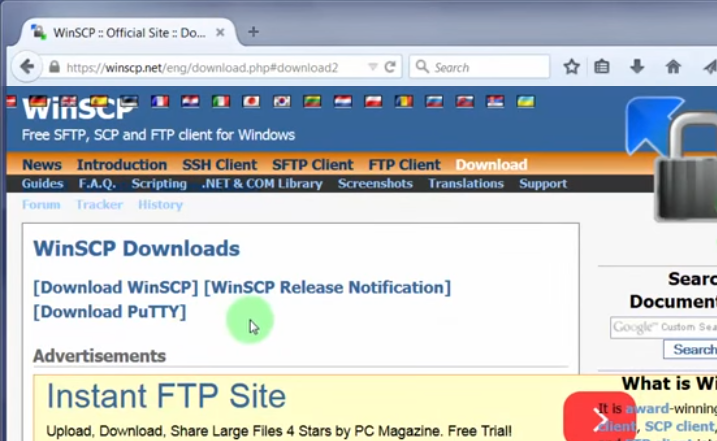 WinSCP :: Official Site :: Do...
https://winscp.net/eng/download.php#download2
Search
WinSCP
Free SFTP, SCP and FTP client for Windows
News Introduction SSH Client SFTP Client FTP Client Download
Guides F.A.Q. Scripting .NET & COM Library Screenshots Translations Support
Forum Tracker History
WinSCP Downloads
[Download WinSCP] [WinSCP Release Notification]
[Download PuTTY]
Advertisements
Instant FTP Site
Upload, Download, Share Large Files 4 Stars by PC Magazine. Free Trial!
Searc
Documen
Google™ Custom Sea
Search
What is Wi
It is award-winning
client, SCP client,